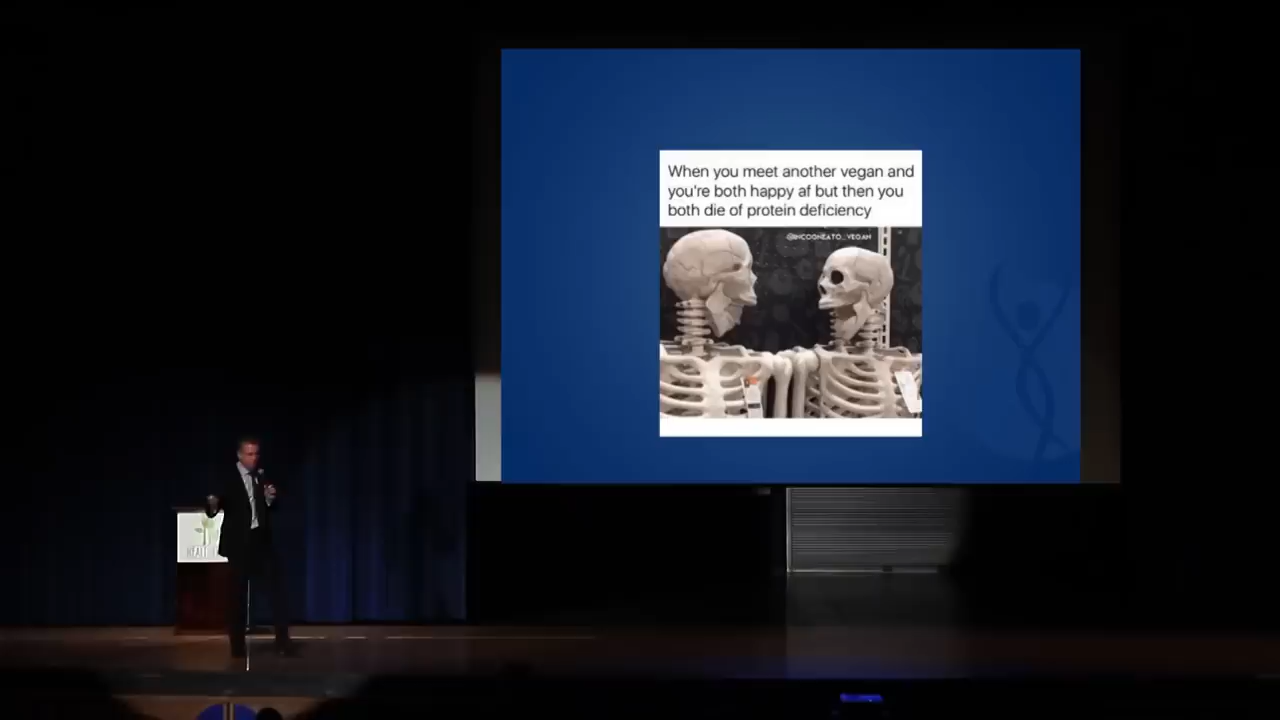 When you meet another vegan and
you're both happy af but then you
both die of protein deficiency
@INCOGNEATO_VEGAN